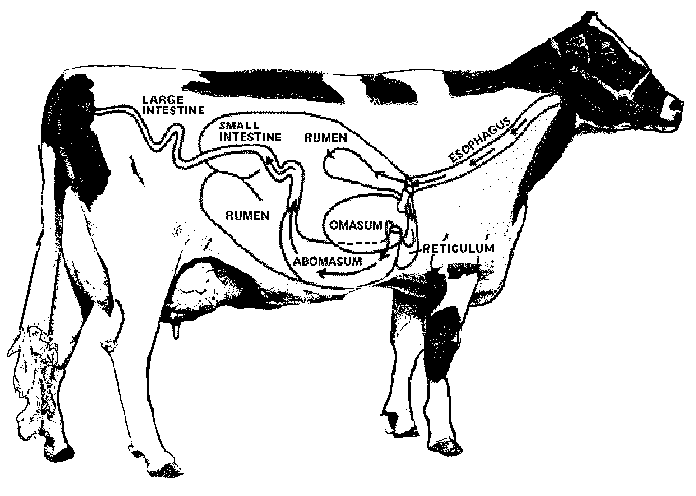 LARGE
INTESTINE
SMALL
INTESTINE
RUMEN
ESOPHAGUS
RUMEN
OMASUM
RETICULUM
ABOMASUM